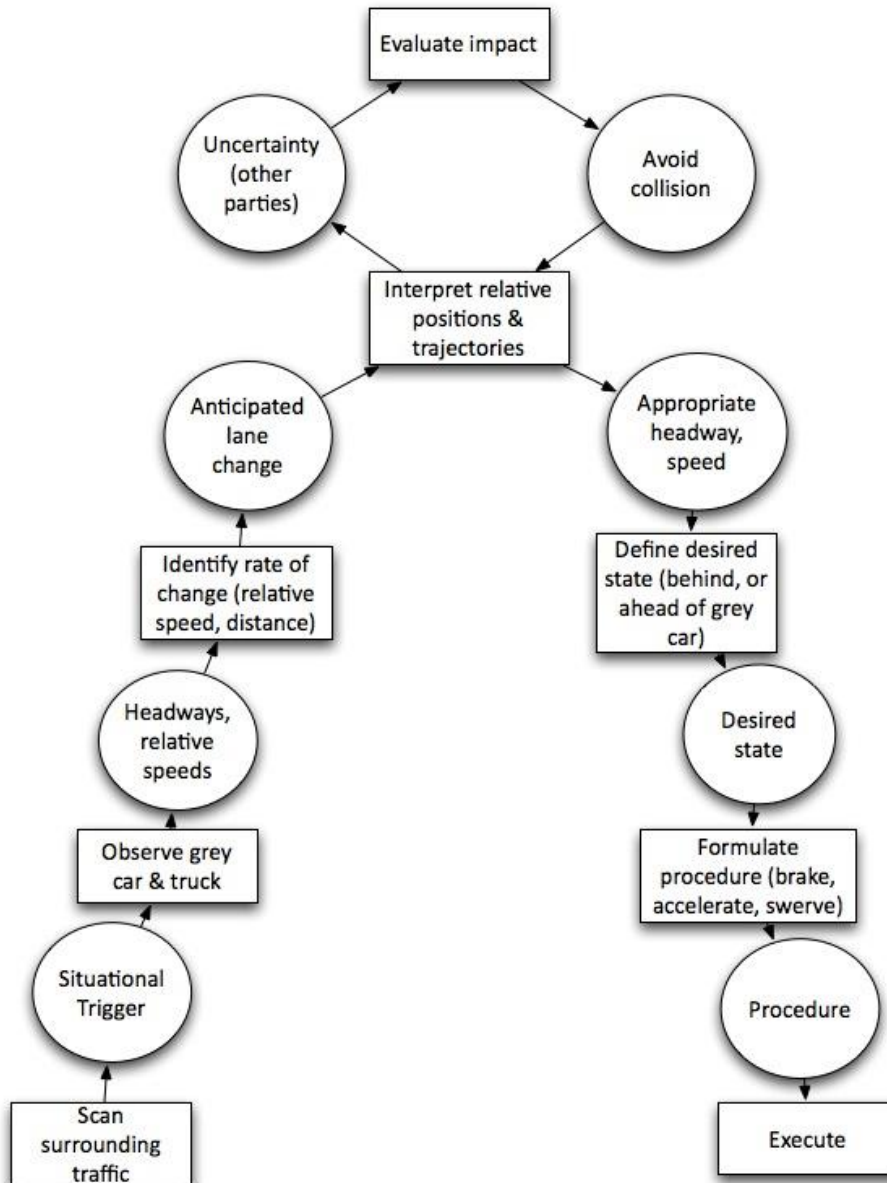 Evaluate impact
Uncertainty
(other
parties)
Avoid
collision
Interpret relative
positions &
trajectories
Anticipated
lane
change
Appropriate
headway,
speed
Identify rate of
change (relative
speed, distance)
Define desired
state (behind, or
ahead of grey
car)
Headways,
relative
speeds
Desired
state
Observe grey
car & truck
Formulate
procedure (brake,
accelerate, swerve)
Situational
Trigger
Procedure
Scan
surrounding
traffic
Execute